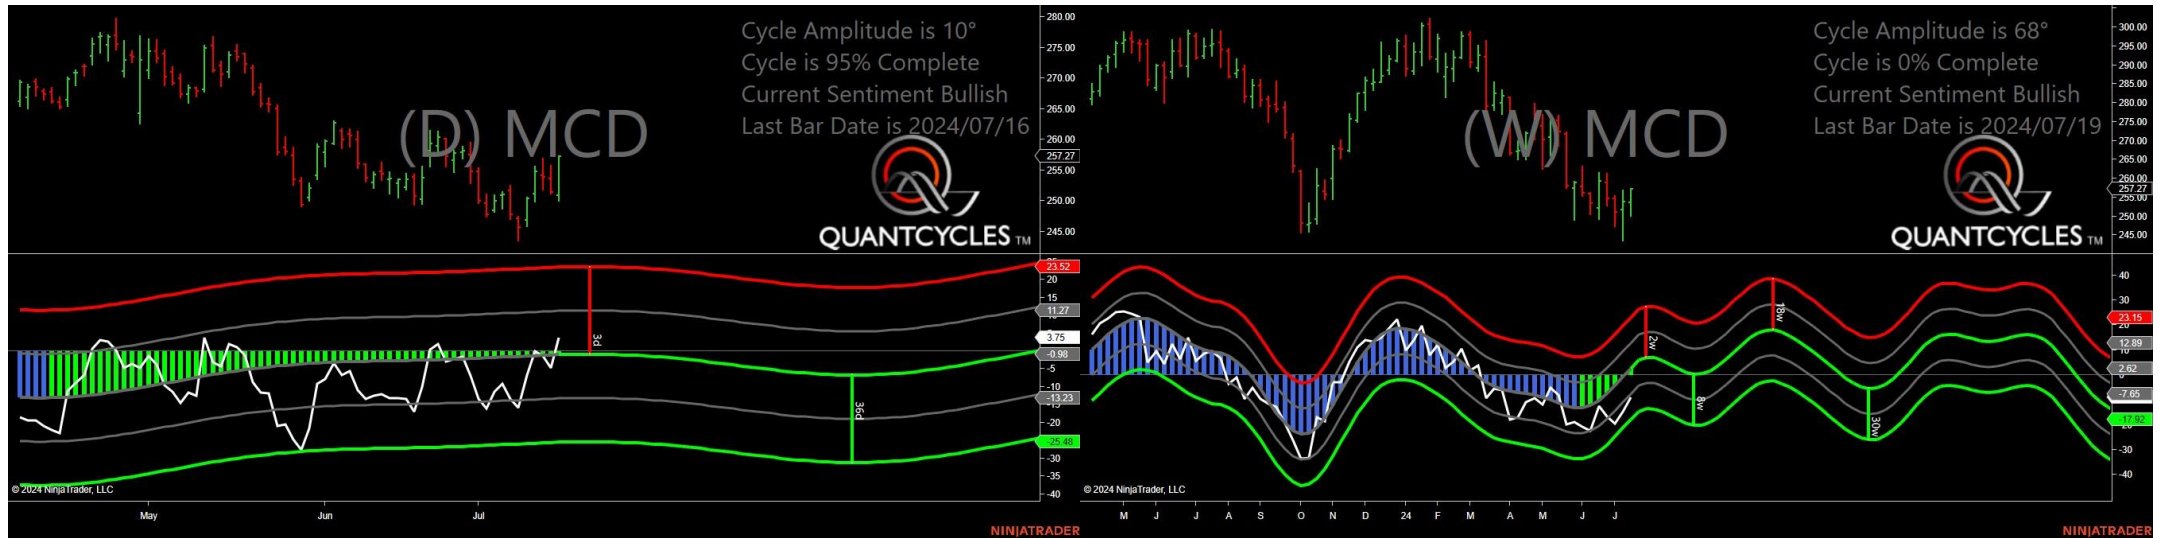 Cycle Amplitude is 10°
Cycle is 95% Complete
Current Sentiment Bullish
Last Bar Date is 2024/07/16
(D) MCD
QUANTCYCLES TM
280.00
275.00
270.00
265.00
260.00
257.27
255.00
250.00
245.00
23.52
20
15
11.27
3.75
-0.98
-5
-10
-13.23
-20
-25.48
-30
-35
-40
3d
36d
© 2024 NinjaTrader, LLC
May
Jun
Jul
NINJATRADER
Cycle Amplitude is 68°
Cycle is 0% Complete
Current Sentiment Bullish
Last Bar Date is 2024/07/19
(W) MCD
QUANTCYCLES TM
300.00
295.00
290.00
285.00
280.00
275.00
270.00
265.00
260.00
257.27
255.00
250.00
245.00
40
30
23.15
12.89
2.62
-7.65
-17.92
-30
-40
2w
8w
18w
30w
© 2024 NinjaTrader, LLC
M J J A S O N D 24 F M A M J J
NINJATRADER